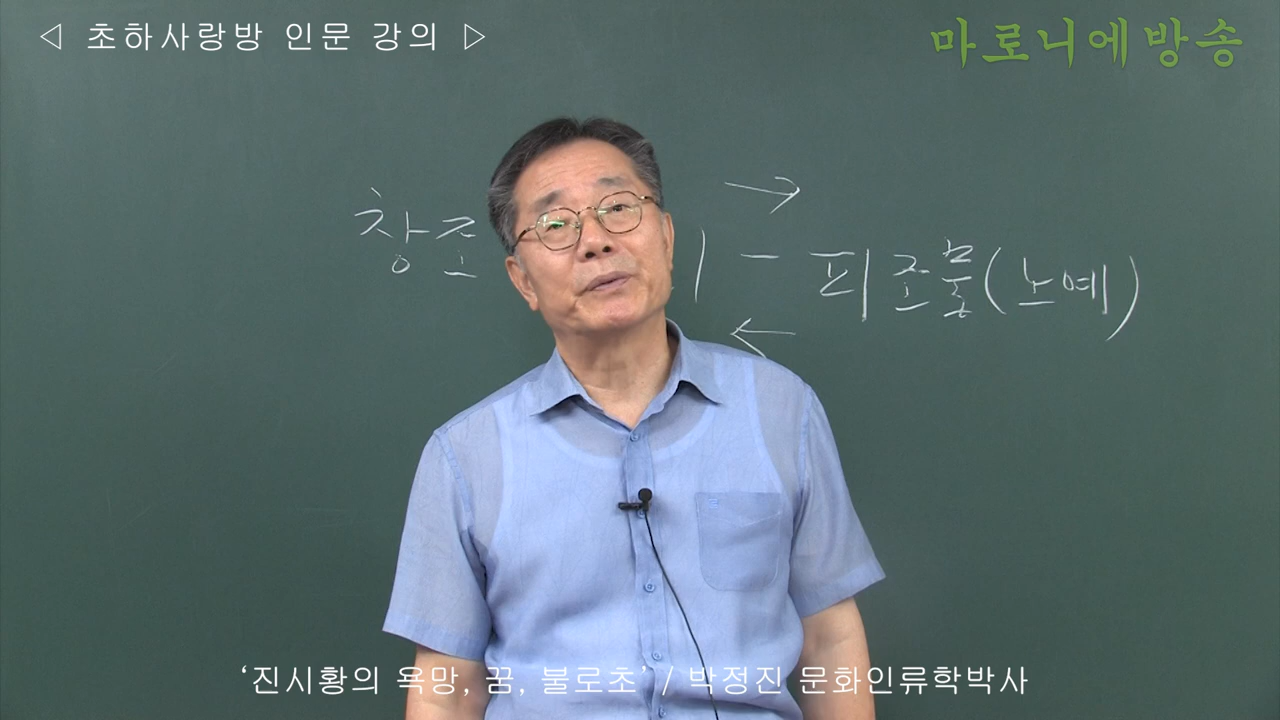 ◁ 초하사랑방 인문 강의 ▷
마로니에방송
→
창조 – 피조물(노예)
←
‘진시황의 욕망, 꿈, 불로초’ / 박정진 문화인류학박사